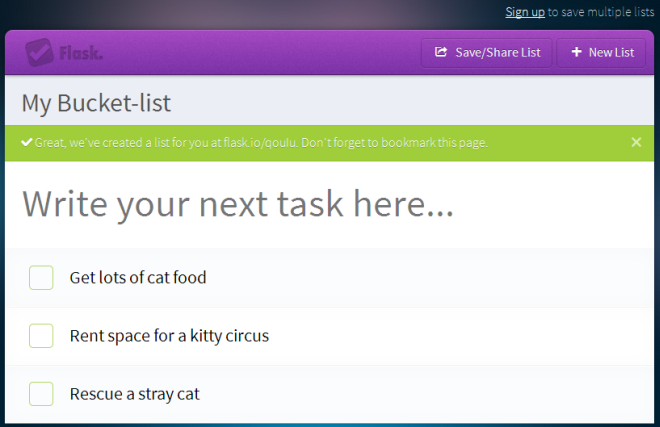 Sign up to save multiple lists
Flask.
Save/Share List
New List
My Bucket-list
Great, we've created a list for you at flask.io/qoulu. Don't forget to bookmark this page.
Write your next task here...
Get lots of cat food
Rent space for a kitty circus
Rescue a stray cat